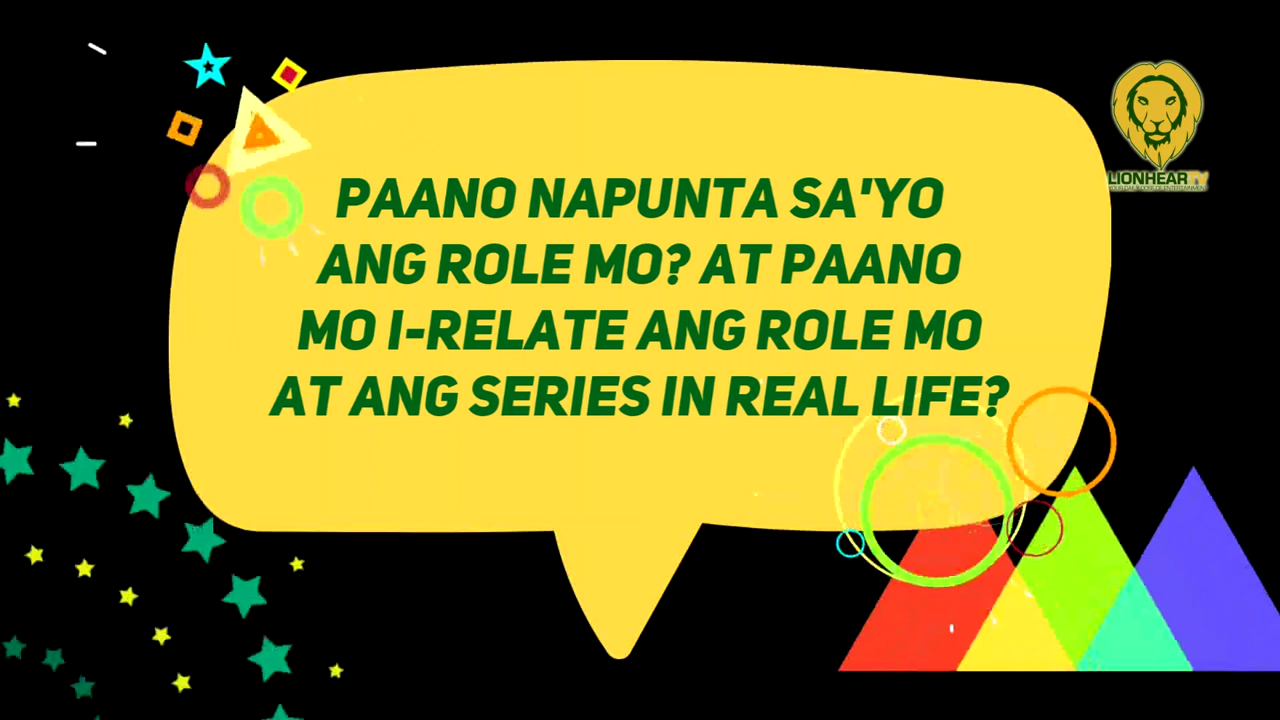 PAANO NAPUNTA SA'YO
ANG ROLE MO? AT PAANO
MO I-RELATE ANG ROLE MO
AT ANG SERIES IN REAL LIFE?
LIONHEARTV